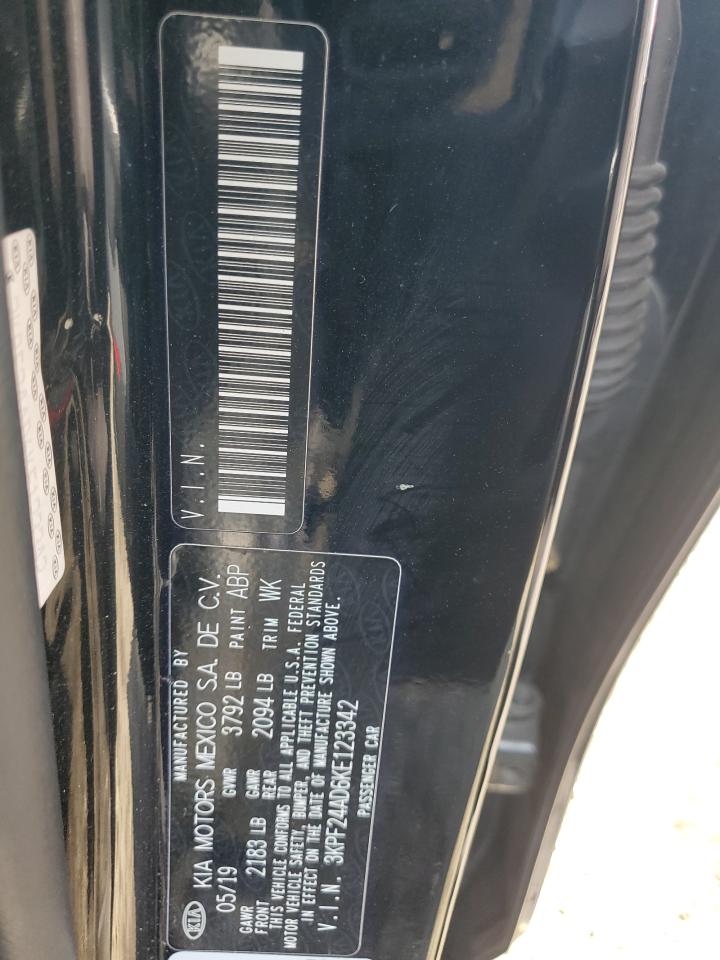 KIA MANUFACTURED BY
KIA MOTORS MEXICO S.A. DE C.V.
05/19 GVWR 3792 LB PAINT ABP
GAWR FRONT 2183 LB GAWR REAR 2094 LB TRIM WK
THIS VEHICLE CONFORMS TO ALL APPLICABLE U.S.A. FEDERAL
MOTOR VEHICLE SAFETY, BUMPER, AND THEFT PREVENTION STANDARDS
IN EFFECT ON THE DATE OF MANUFACTURE SHOWN ABOVE.
V.I.N. 3KPF24AD6KE123342
PASSENGER CAR
V.I.N.